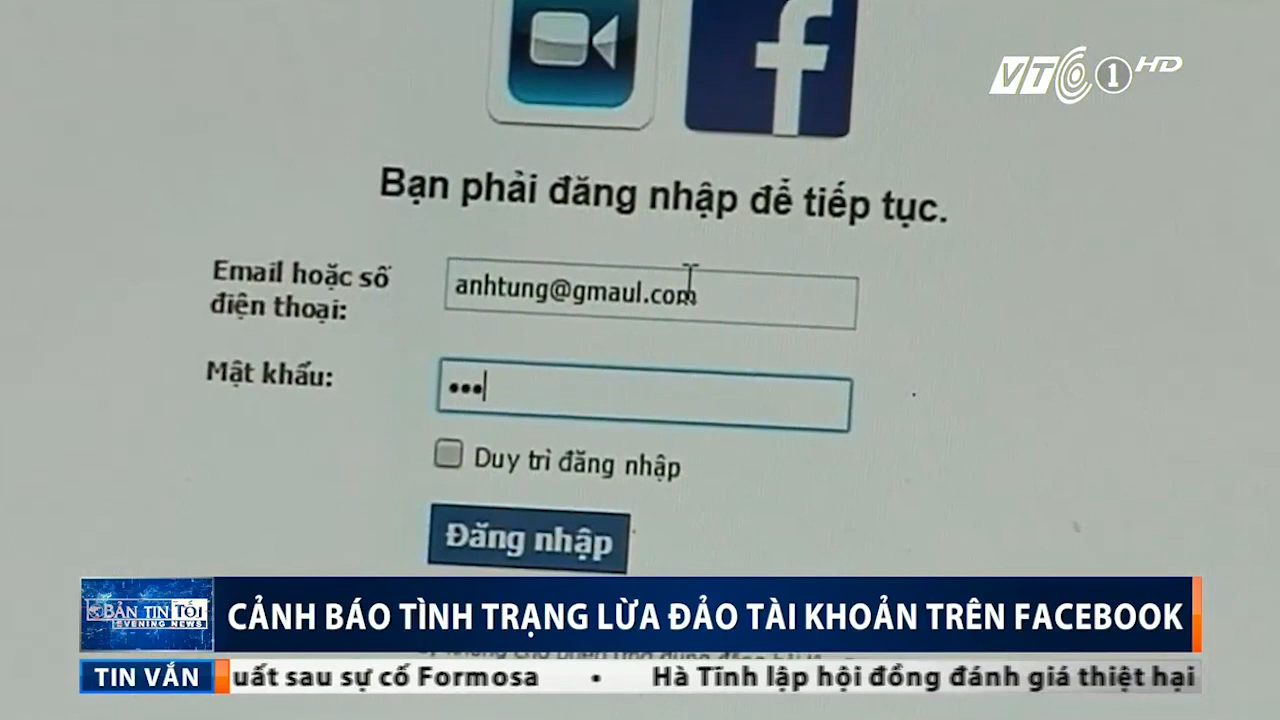 VTC 1 HD
Bạn phải đăng nhập để tiếp tục.
Email hoặc số
điện thoại:
anhtung@gmaul.com
Mật khẩu:
Duy trì đăng nhập
Đăng nhập
BẢN TIN TỐI
EVENING NEWS
CẢNH BÁO TÌNH TRẠNG LỪA ĐẢO TÀI KHOẢN TRÊN FACEBOOK
TIN VẮN
uất sau sự cố Formosa • Hà Tĩnh lập hội đồng đánh giá thiệt hại